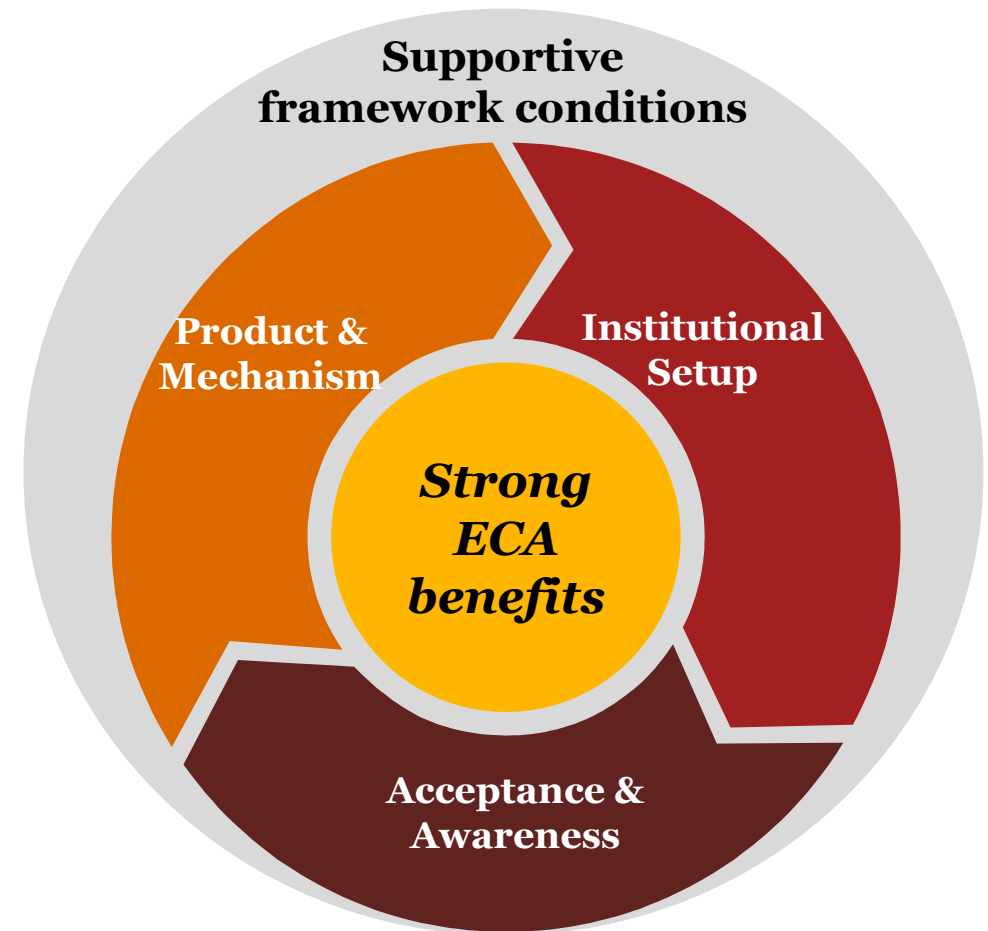 Supportive
framework conditions
Product &
Mechanism
Institutional
Setup
Strong
ECA
benefits
Acceptance &
Awareness